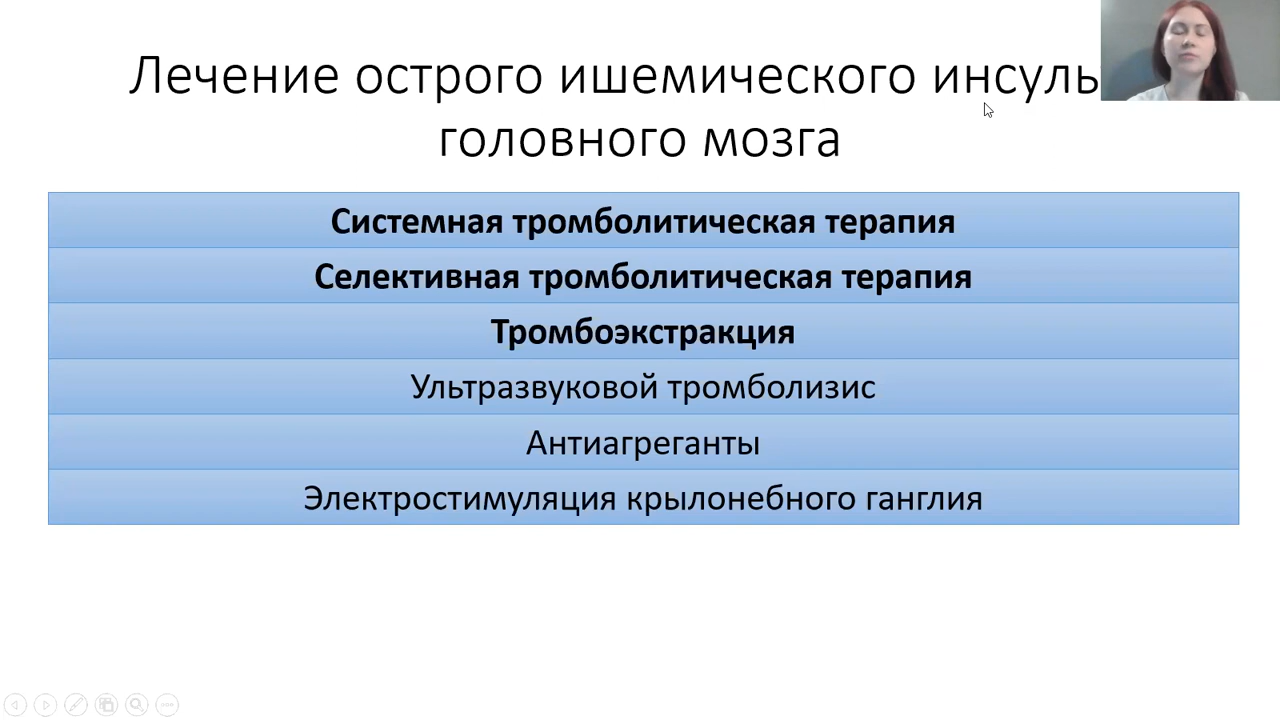 Лечение острого ишемического инсуль
головного мозга
Системная тромболитическая терапия
Селективная тромболитическая терапия
Тромбоэкстракция
Ультразвуковой тромболизис
Антиагреганты
Электростимуляция крылонебного ганглия